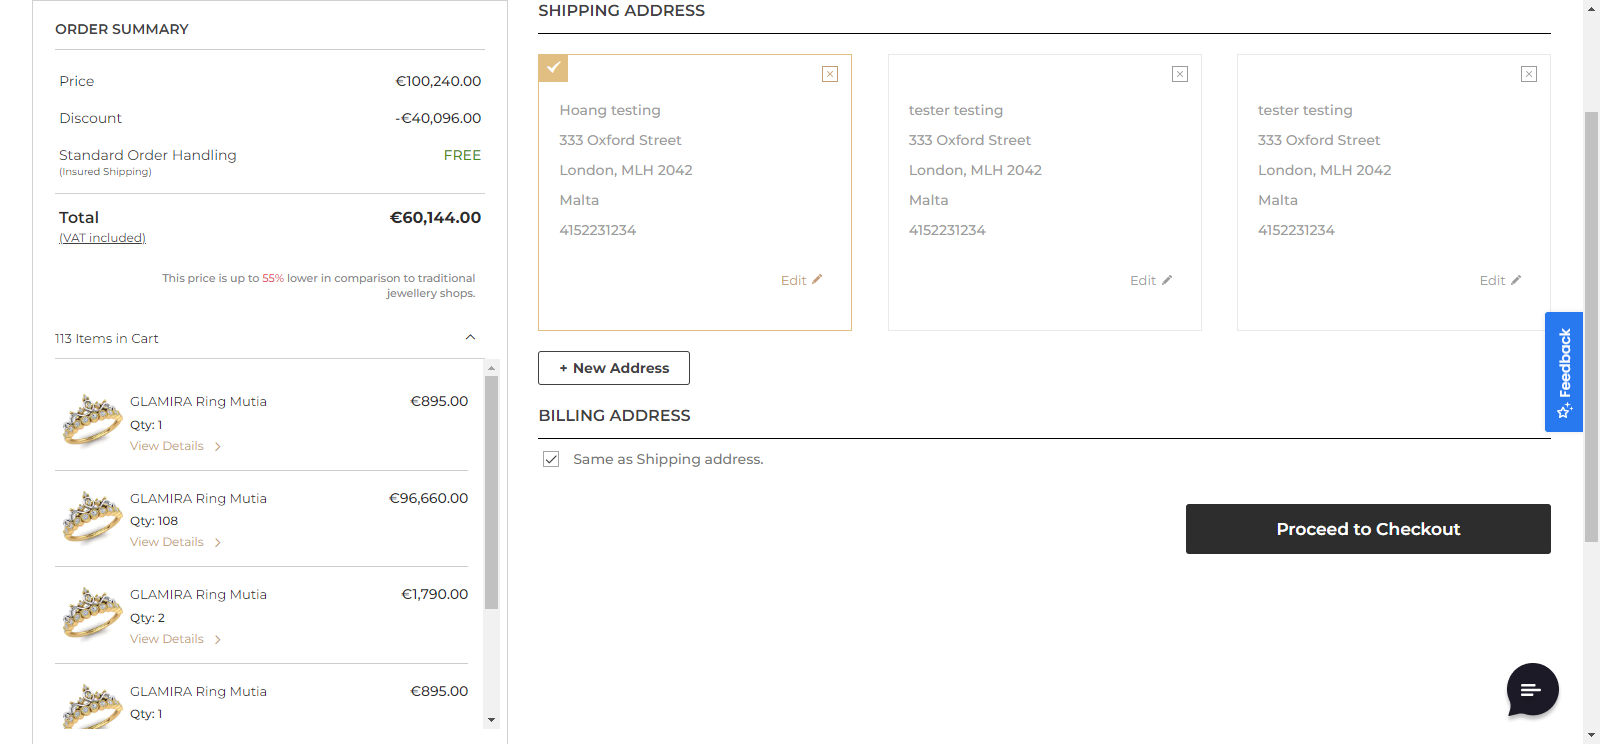 ORDER SUMMARY
Price €100,240.00
Discount -€40,096.00
Standard Order Handling FREE
(Insured Shipping)
Total €60,144.00
(VAT included)
This price is up to 55% lower in comparison to traditional
jewellery shops.
113 Items in Cart
GLAMIRA Ring Mutia €895.00
Qty: 1
View Details
GLAMIRA Ring Mutia €96,660.00
Qty: 108
View Details
GLAMIRA Ring Mutia €1,790.00
Qty: 2
View Details
GLAMIRA Ring Mutia €895.00
Qty: 1
SHIPPING ADDRESS
Hoang testing
333 Oxford Street
London, MLH 2042
Malta
4152231234
Edit
tester testing
333 Oxford Street
London, MLH 2042
Malta
4152231234
Edit
tester testing
333 Oxford Street
London, MLH 2042
Malta
4152231234
Edit
+ New Address
BILLING ADDRESS
Same as Shipping address.
Proceed to Checkout
Feedback